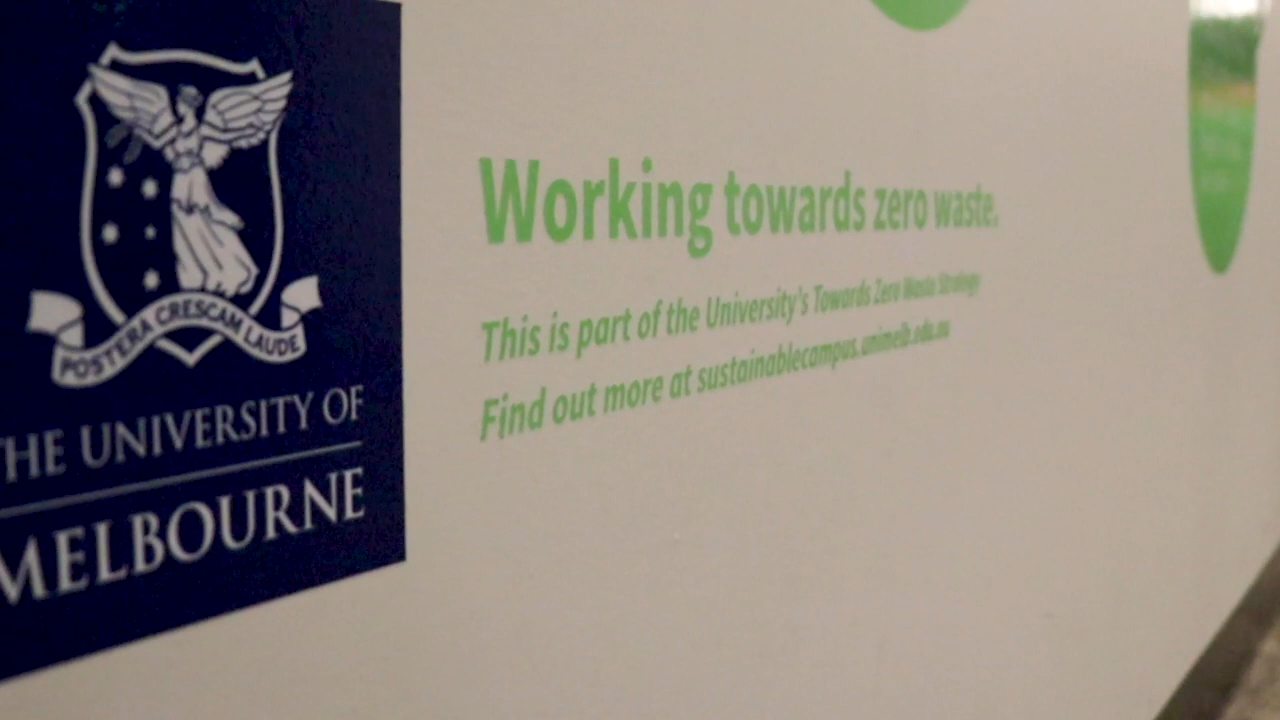 POSTERA CRESCAM LAUDE
THE UNIVERSITY OF
MELBOURNE
Working towards zero waste.
This is part of the University's Towards Zero Waste Strategy
Find out more at sustainablecampus.unimelb.edu.au